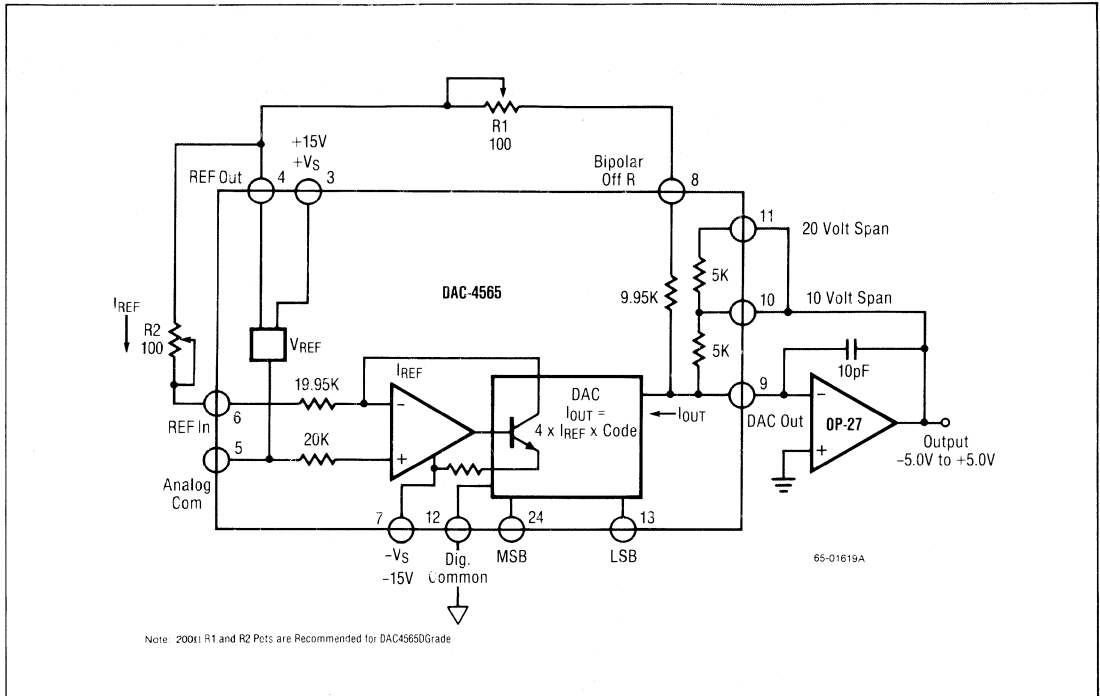 R1
100
+15V
+VS
REF Out
4
3
Bipolar
Off R
8
11
20 Volt Span
5K
DAC-4565
9.95K
10
10 Volt Span
IREF
R2
100
VREF
5K
10pF
IREF
19.95K
DAC
IOUT =
4 x IREF x Code
IOUT
9
DAC Out
OP-27
Output
–5.0V to +5.0V
REF In
6
5
20K
Analog
Com
7
12
24
13
–VS
–15V
Dig.
Common
MSB
LSB
65-01619A
Note: 200Ω R1 and R2 Pots are Recommended for DAC4565DGrade